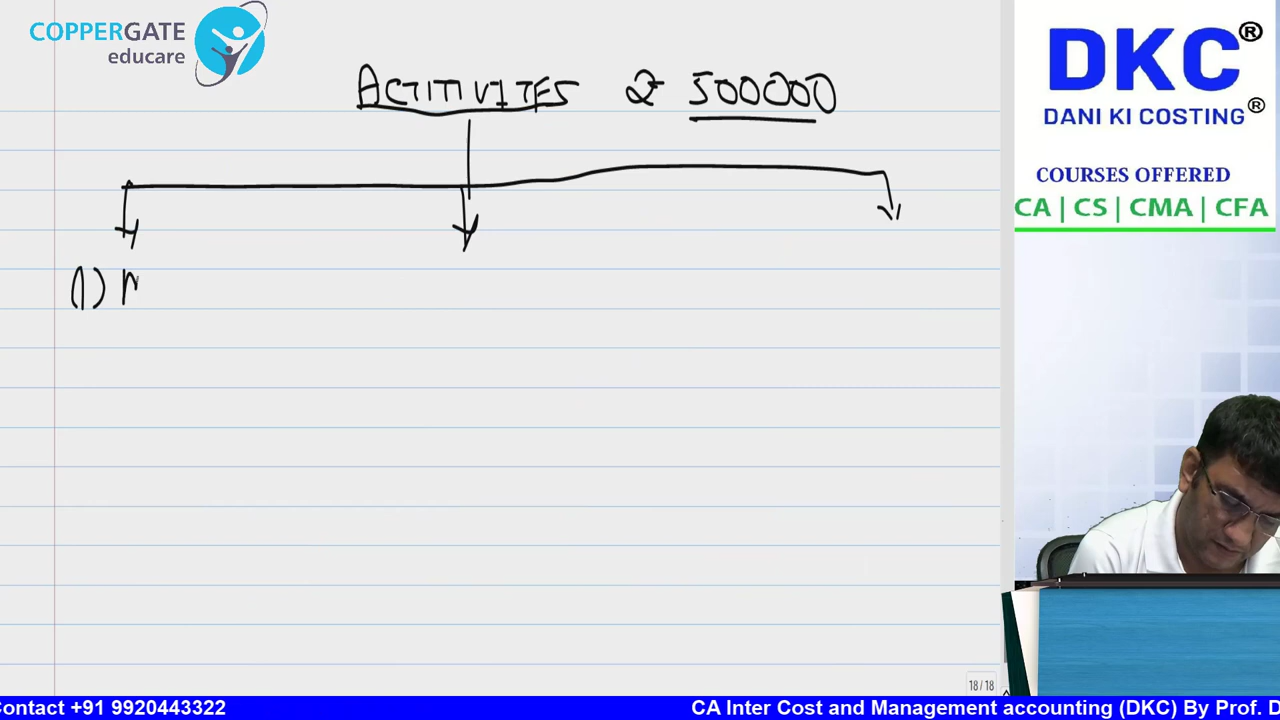 COPPERGATE
educare
ACTITIVITES 500000
(1)
DKC®
DANI KI COSTING®
COURSES OFFERED
CA | CS | CMA | CFA
18 / 18
Contact +91 9920443322
CA Inter Cost and Management accounting (DKC) By Prof. D